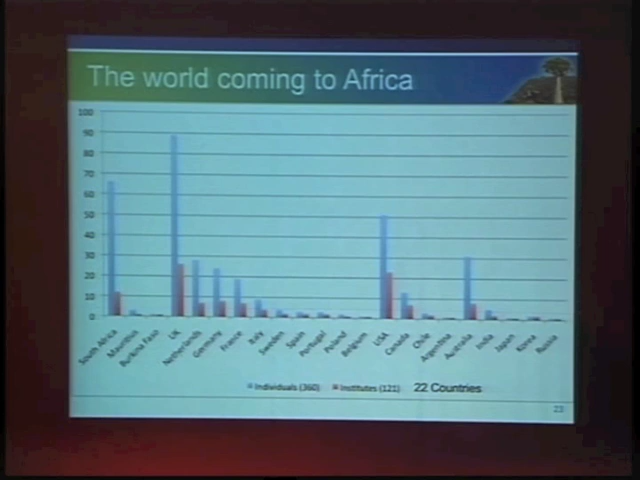 The world coming to Africa
100
90
80
70
60
50
40
30
20
10
0
South Africa
Mauritius
Burkina Faso
UK
Netherlands
Germany
France
Italy
Sweden
Spain
Portugal
Poland
Belgium
USA
Canada
Chile
Argentina
Australia
India
Japan
Korea
Russia
Individuals (360) Institutes (121) 22 Countries
23